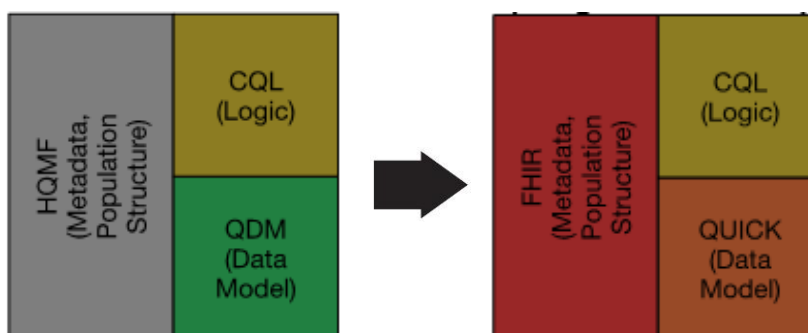 HQMF
(Metadata,
Population
Structure)
CQL
(Logic)
QDM
(Data
Model)
FHIR
(Metadata,
Population
Structure)
CQL
(Logic)
QUICK
(Data
Model)